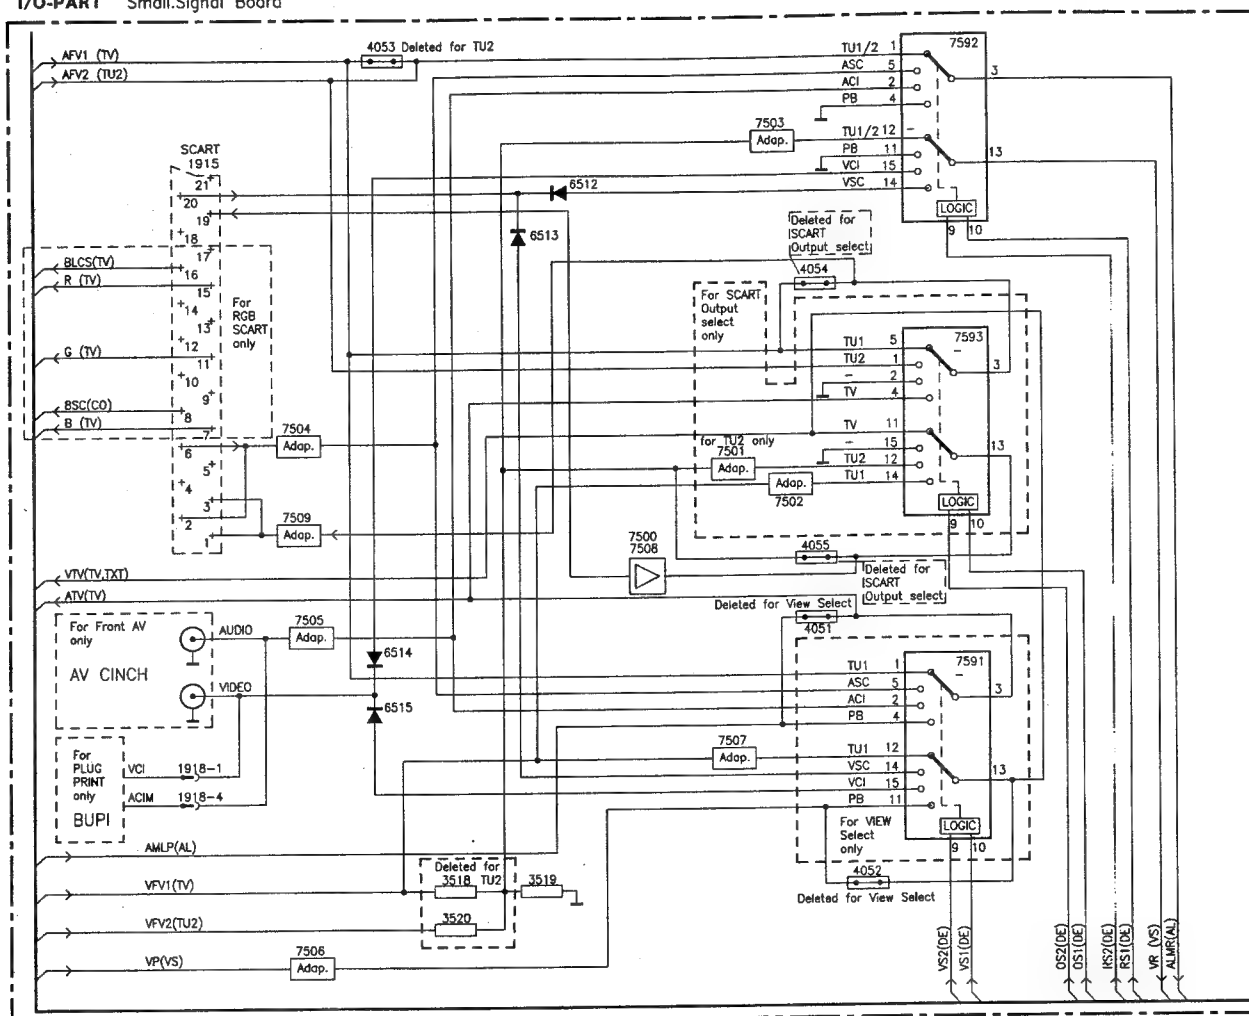 I/O-PART Small.Signal Board
AFV1 (TV)
AFV2 (TU2)
4053 Deleted for TU2
TU1/2 1
ASC 5
ACI 2
PB 4
7592
3
7503
Adap.
TU1/2 12
PB 11
VCI 15
VSC 14
13
LOGIC
9 10
SCART
1915
21
20
19
18
17
16
15
14
13
12
11
10
9
8
7
6
5
4
3
2
1
6512
6513
BLCS(TV)
R (TV)
G (TV)
BSC(CO)
B (TV)
For
RGB
SCART
only
Deleted for
SCART
Output select
4054
For SCART
Output
select
only
7593
TU1 5
TU2 1
– 2
TV 4
3
TV 11
– 15
TU2 12
TU1 14
13
LOGIC
9 10
for TU2 only
7501
Adap.
Adap.
7502
7504
Adap.
7509
Adap.
7500
7508
4055
Deleted for
SCART
Output select
VTV(TV,TXT)
ATV(TV)
Deleted for View Select
4051
For Front AV
only
AV CINCH
AUDIO
VIDEO
7505
Adap.
6514
6515
7591
TU1 1
ASC 5
ACI 2
PB 4
3
TU1 12
VSC 14
VCI 15
PB 11
13
LOGIC
9 10
7507
Adap.
For VIEW
Select
only
For
PLUG
PRINT
only
BUPI
VCI 1918-1
ACIM 1918-4
AMLP(AL)
VFV1(TV)
VFV2(TU2)
VP(VS)
Deleted for
TU2
3518
3520
3519
7506
Adap.
4052
Deleted for View Select
VS2(DE)
VS1(DE)
OS2(DE)
OS1(DE)
RS2(DE)
RS1(DE)
VR (VS)
ALMR(AL)